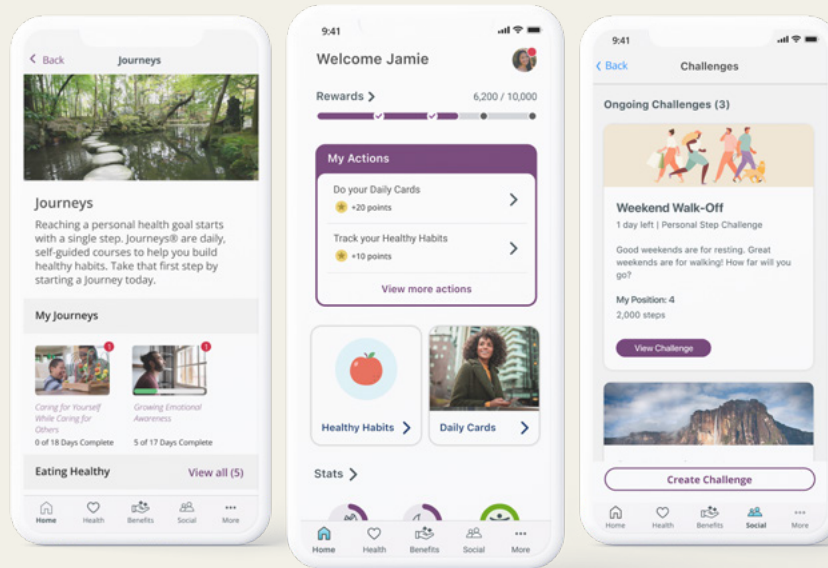 Back
Journeys
Journeys
Reaching a personal health goal starts
with a single step. Journeys® are daily,
self-guided courses to help you build
healthy habits. Take that first step by
starting a Journey today.
My Journeys
1
1
Caring for Yourself
While Caring for
Others
0 of 18 Days Complete
Growing Emotional
Awareness
5 of 17 Days Complete
Eating Healthy
View all (5)
Home
Health
Benefits
Social
More
9:41
Welcome Jamie
Rewards
6,200 / 10,000
My Actions
Do your Daily Cards
+20 points
Track your Healthy Habits
+10 points
View more actions
Healthy Habits
Daily Cards
Stats
Home
Health
Benefits
Social
More
9:41
Back
Challenges
Ongoing Challenges (3)
Weekend Walk-Off
1 day left | Personal Step Challenge
Good weekends are for resting. Great
weekends are for walking! How far will you
go?
My Position: 4
2,000 steps
View Challenge
Create Challenge
Home
Health
Benefits
Social
More